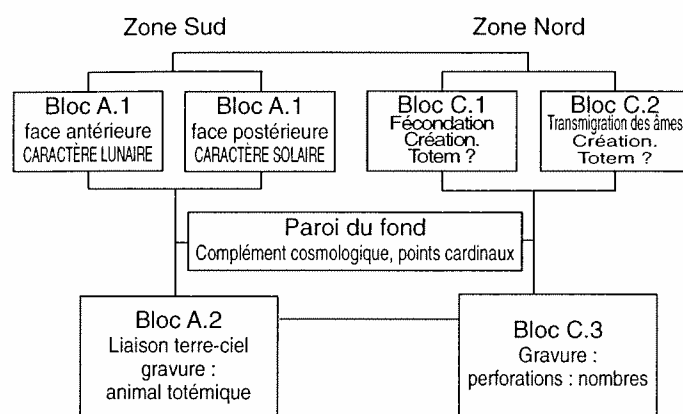 Zone Sud
Zone Nord
Bloc A.1
face antérieure
CARACTÈRE LUNAIRE
Bloc A.1
face postérieure
CARACTÈRE SOLAIRE
Bloc C.1
Fécondation
Création.
Totem ?
Bloc C.2
Transmigration des âmes
Création.
Totem ?
Paroi du fond
Complément cosmologique, points cardinaux
Bloc A.2
Liaison terre-ciel
gravure :
animal totémique
Bloc C.3
Gravure :
perforations : nombres